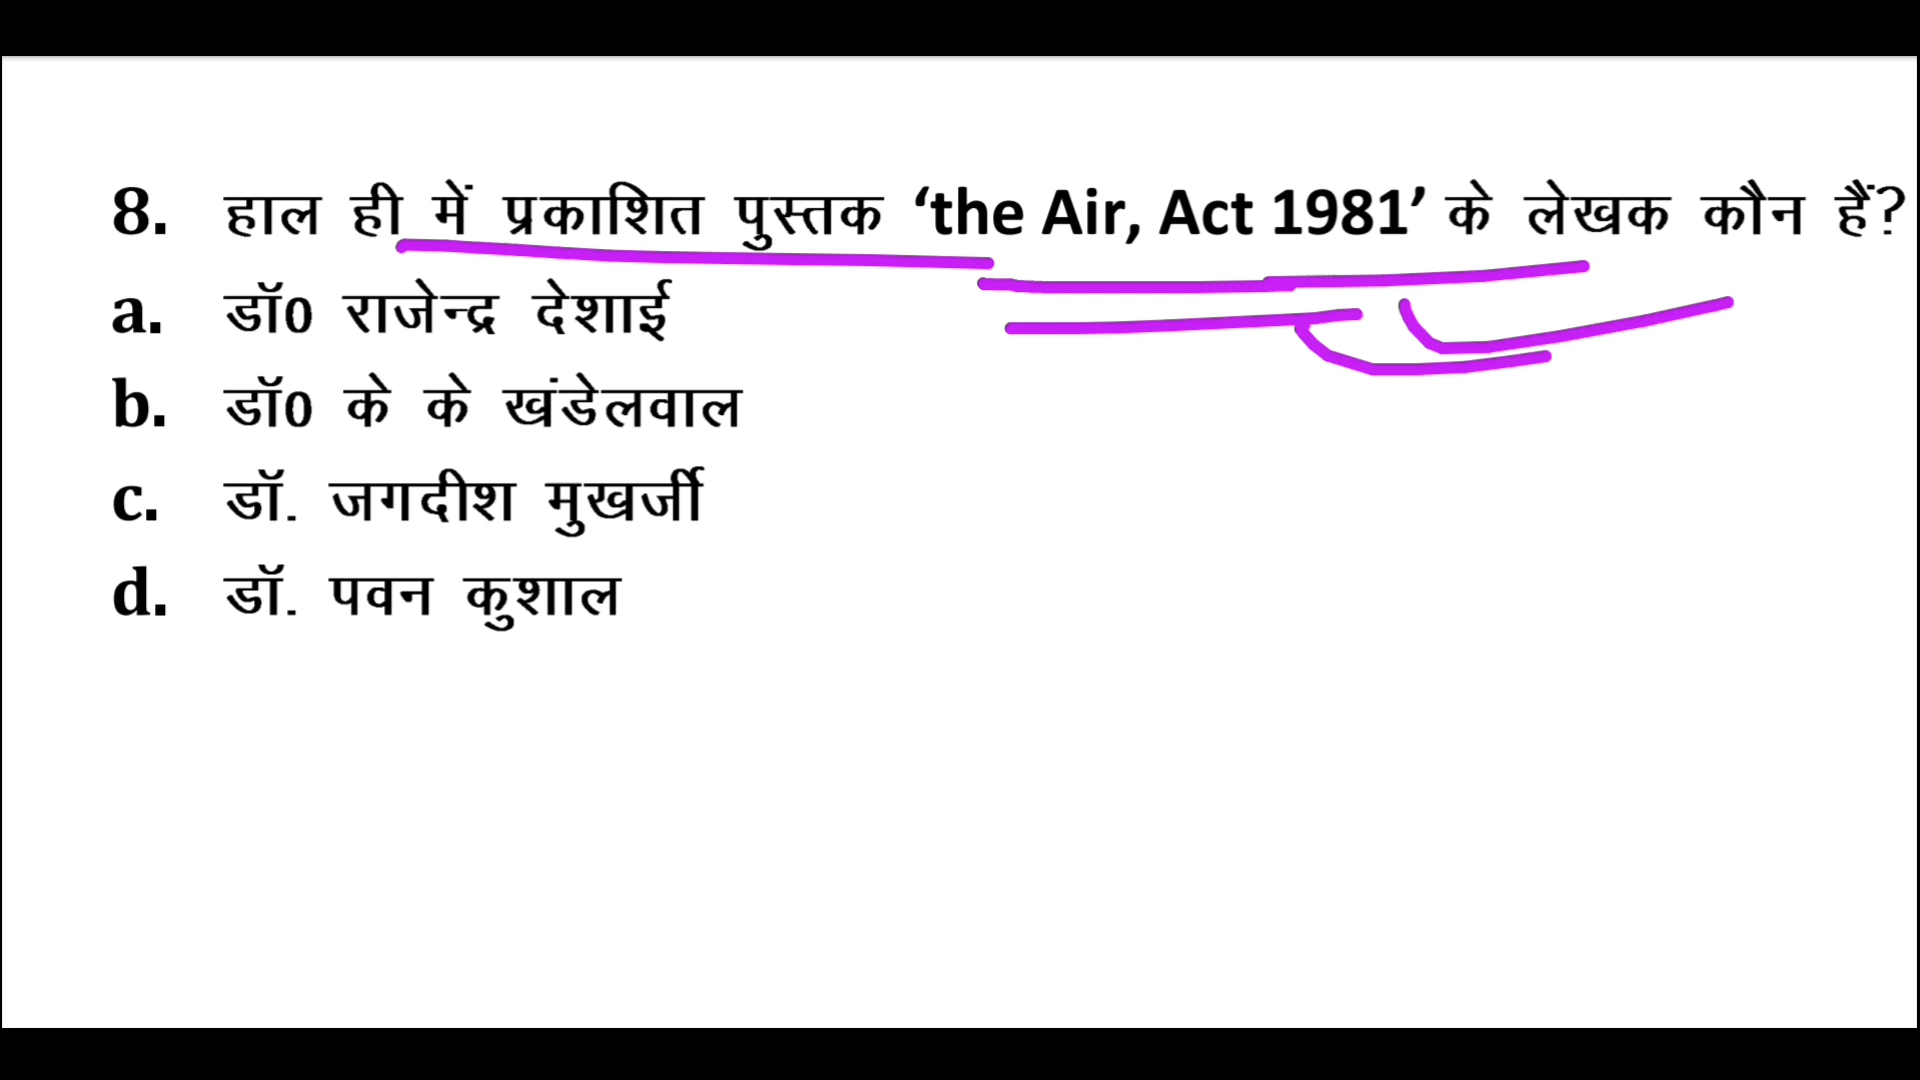 8. हाल ही में प्रकाशित पुस्तक ‘the Air, Act 1981’ के लेखक कौन हैं?
a. डॉ0 राजेन्द्र देशाई
b. डॉ0 के के खंडेलवाल
c. डॉ. जगदीश मुखर्जी
d. डॉ. पवन कुशाल